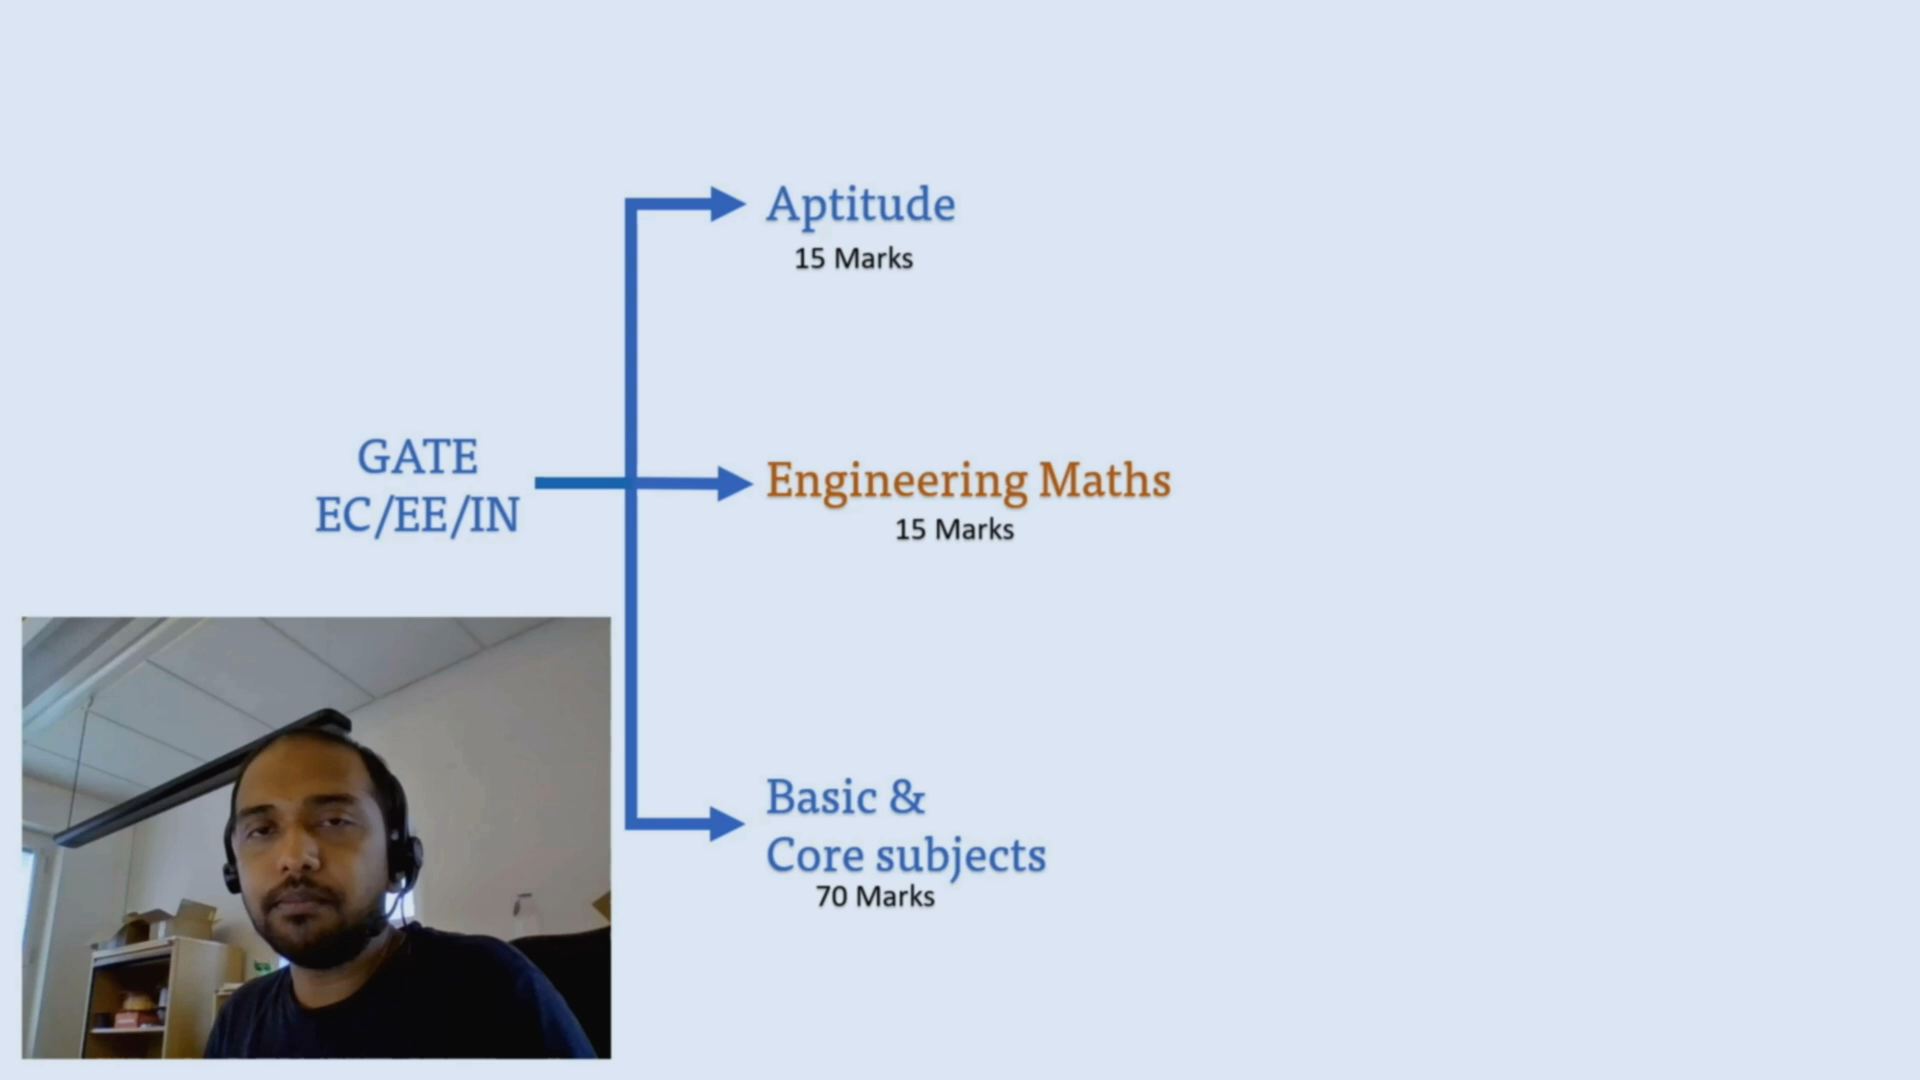 Aptitude
15 Marks
GATE
EC/EE/IN
Engineering Maths
15 Marks
Basic &
Core subjects
70 Marks